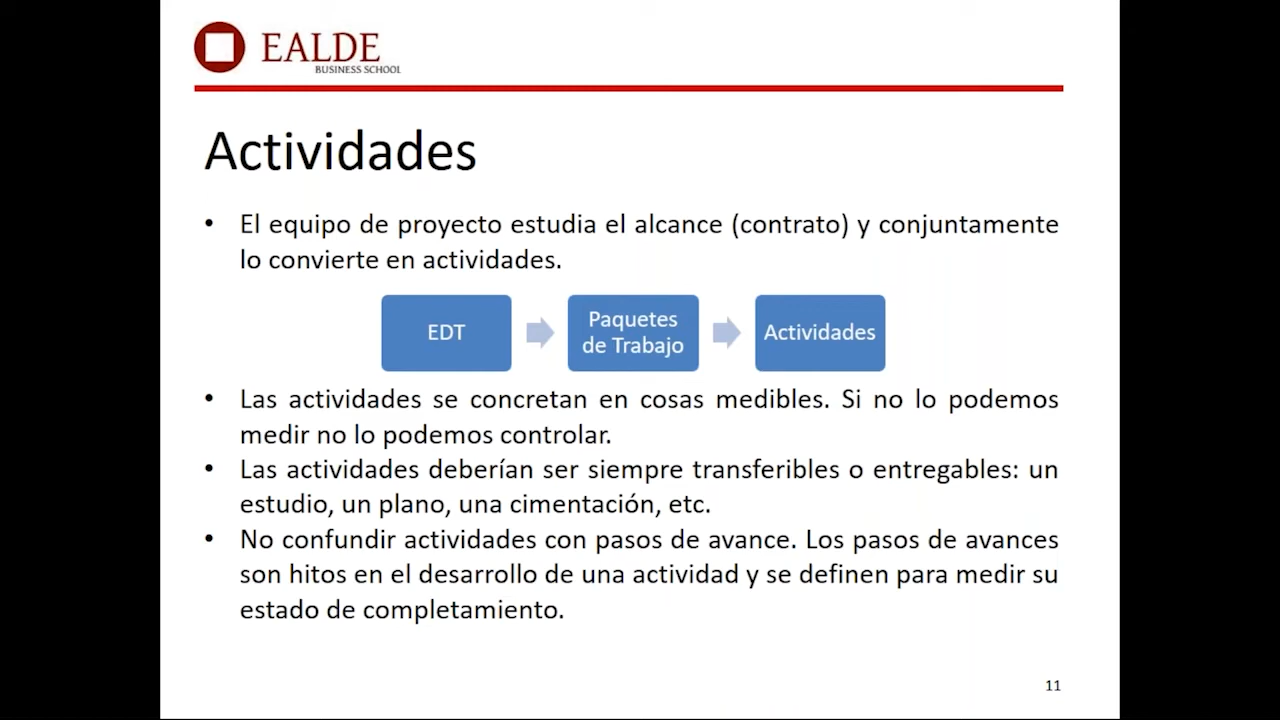 EALDE
BUSINESS SCHOOL
Actividades
• El equipo de proyecto estudia el alcance (contrato) y conjuntamente
lo convierte en actividades.
EDT
Paquetes
de Trabajo
Actividades
• Las actividades se concretan en cosas medibles. Si no lo podemos
medir no lo podemos controlar.
• Las actividades deberían ser siempre transferibles o entregables: un
estudio, un plano, una cimentación, etc.
• No confundir actividades con pasos de avance. Los pasos de avances
son hitos en el desarrollo de una actividad y se definen para medir su
estado de completamiento.
11